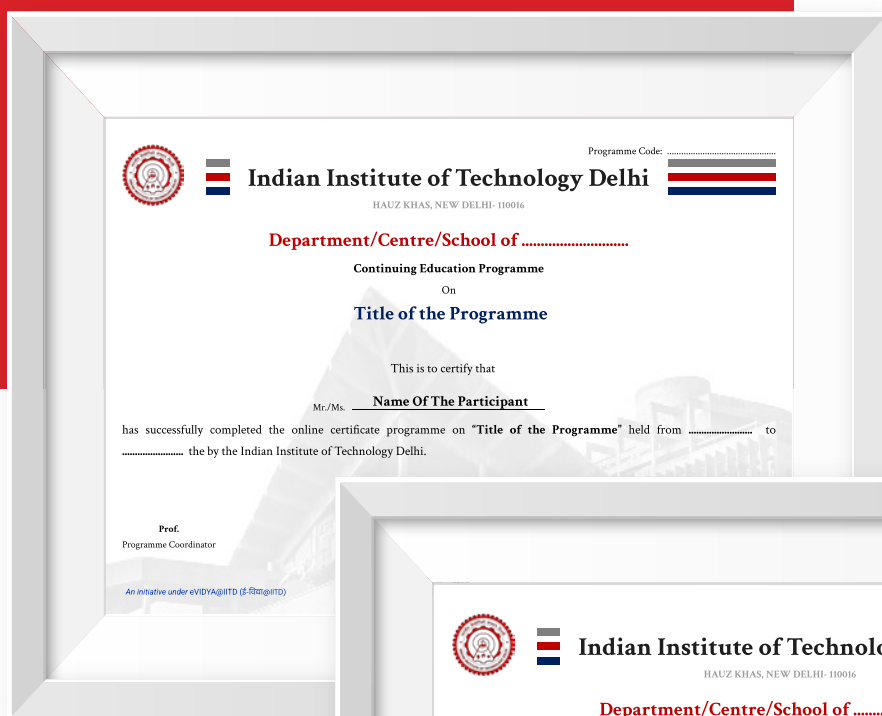 Programme Code: ............................................
Indian Institute of Technology Delhi
HAUZ KHAS, NEW DELHI- 110016
Department/Centre/School of ............................
Continuing Education Programme
On
Title of the Programme
This is to certify that
Mr./Ms. Name Of The Participant
has successfully completed the online certificate programme on “Title of the Programme” held from ........................ to
........................ the by the Indian Institute of Technology Delhi.
Prof.
Programme Coordinator
An initiative under eVIDYA@IITD (ई-विद्या@IITD)
Indian Institute of Technolo
HAUZ KHAS, NEW DELHI- 110016
Department/Centre/School of ........